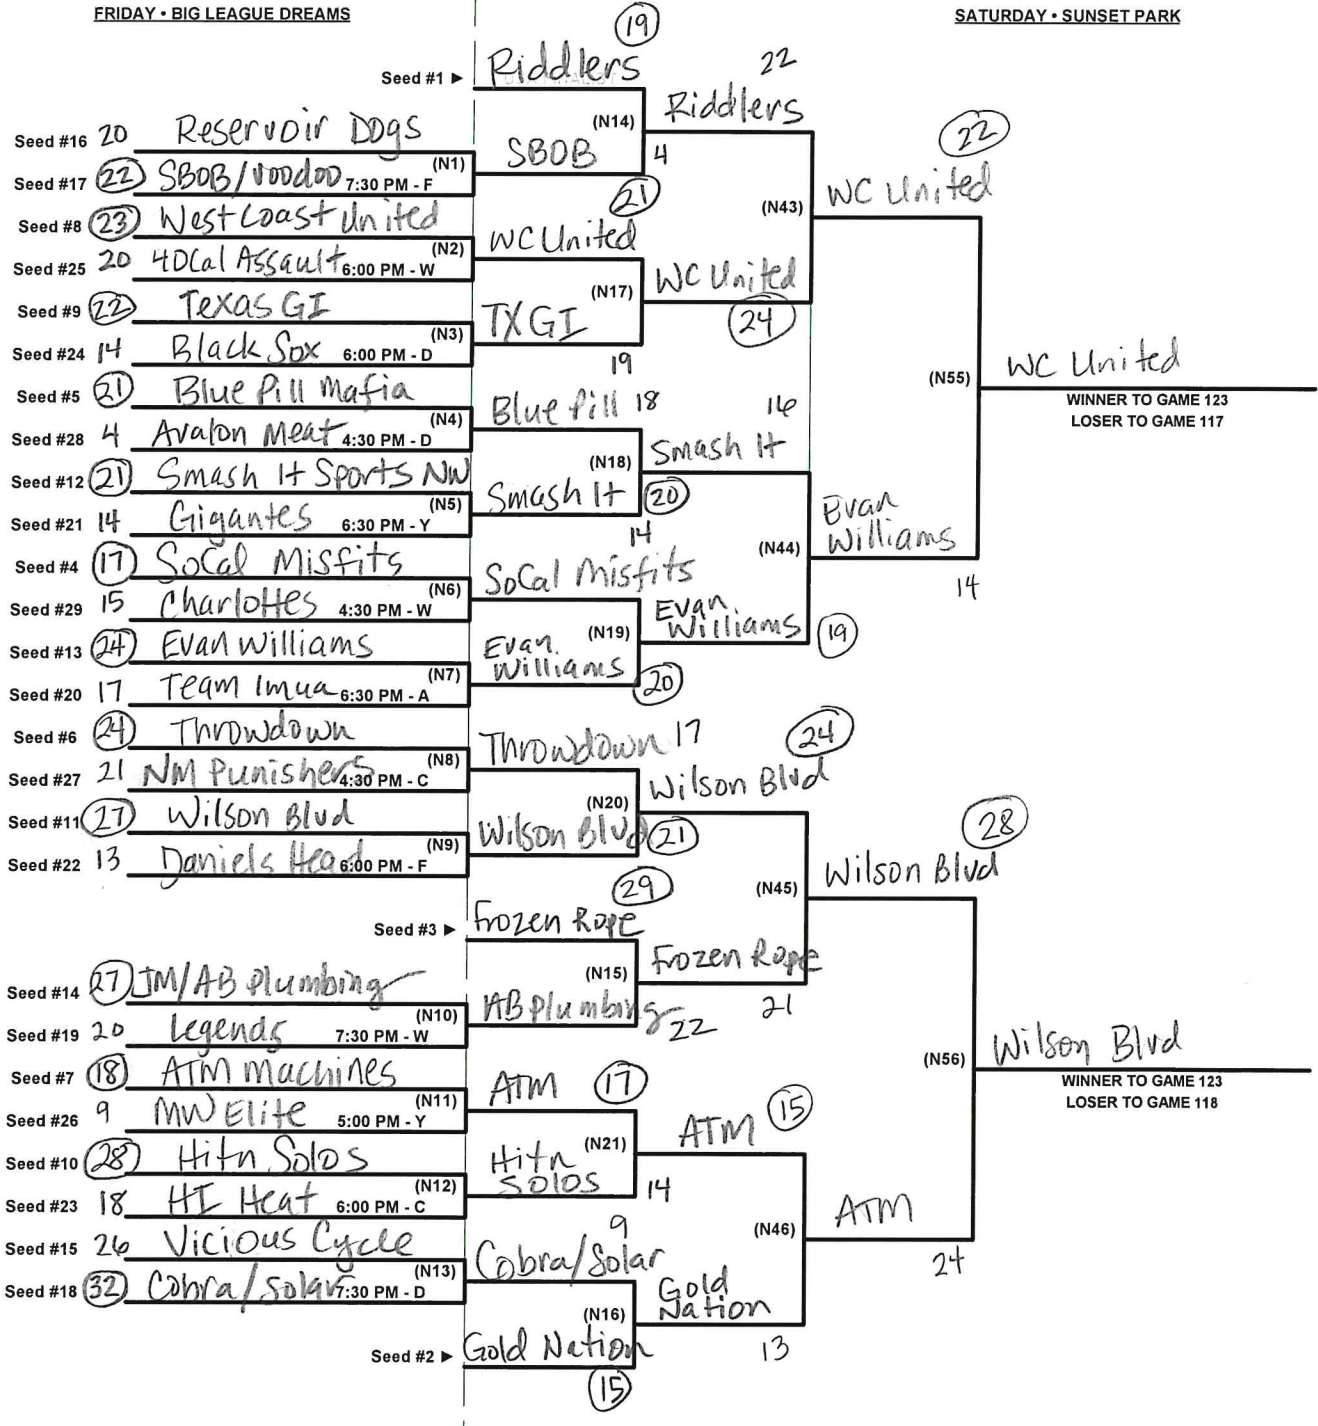 FRIDAY • BIG LEAGUE DREAMS
SATURDAY • SUNSET PARK
19
Seed #1 ► Riddlers
22
(N14) Riddlers
Seed #16 20 Reservoir Dogs
SBOB 4
22
(N1)
Seed #17 22 SBOB/Voodoo 7:30 PM - F
21
WC United
Seed #8 23 West Coast United
(N43)
WC United
(N2)
Seed #25 20 40Cal Assault 6:00 PM - W
WC United
(N17)
Seed #9 22 Texas GI
TX GI
24
(N3)
Seed #24 14 Black Sox 6:00 PM - D
19
WC United
(N55)
WINNER TO GAME 123
LOSER TO GAME 117
Seed #5 21 Blue Pill Mafia
Blue Pill 18
16
(N4)
Seed #28 4 Avalon Meat 4:30 PM - D
Smash It
(N18)
Seed #12 21 Smash It Sports NW
Smash It 20
(N5)
Seed #21 14 Gigantes 6:30 PM - Y
Evan
Williams
14
(N44)
Seed #4 17 SoCal Misfits
SoCal Misfits
14
(N6)
Seed #29 15 Charlottes 4:30 PM - W
Evan
Williams 19
(N19)
Seed #13 24 Evan Williams
Evan
Williams
20
(N7)
Seed #20 17 Team Imua 6:30 PM - A
Seed #6 24 Throwdown
Throwdown 17
24
(N8)
Seed #27 21 NM Punishers 4:30 PM - C
Wilson Blvd
(N20)
Seed #11 27 Wilson Blvd
Wilson Blvd 21
28
(N9)
Seed #22 13 Daniels Head 6:00 PM - F
Wilson Blvd
(N45)
29
Seed #3 ► Frozen Rope
Frozen Rope
(N15)
21
Seed #14 27 JM/AB Plumbing
AB Plumbing 22
(N10)
Seed #19 20 Legends 7:30 PM - W
Wilson Blvd
(N56)
WINNER TO GAME 123
LOSER TO GAME 118
Seed #7 18 ATM Machines
ATM 17
15
(N11)
Seed #26 9 MW Elite 5:00 PM - Y
ATM
(N21)
Seed #10 28 Hitn Solos
Hitn
Solos 14
(N12)
Seed #23 18 HI Heat 6:00 PM - C
ATM
24
(N46)
Seed #15 26 Vicious Cycle
9
Cobra/Solar
(N13)
Seed #18 32 Cobra/Solar 7:30 PM - D
Gold
Nation
13
(N16)
Seed #2 ► Gold Nation
15